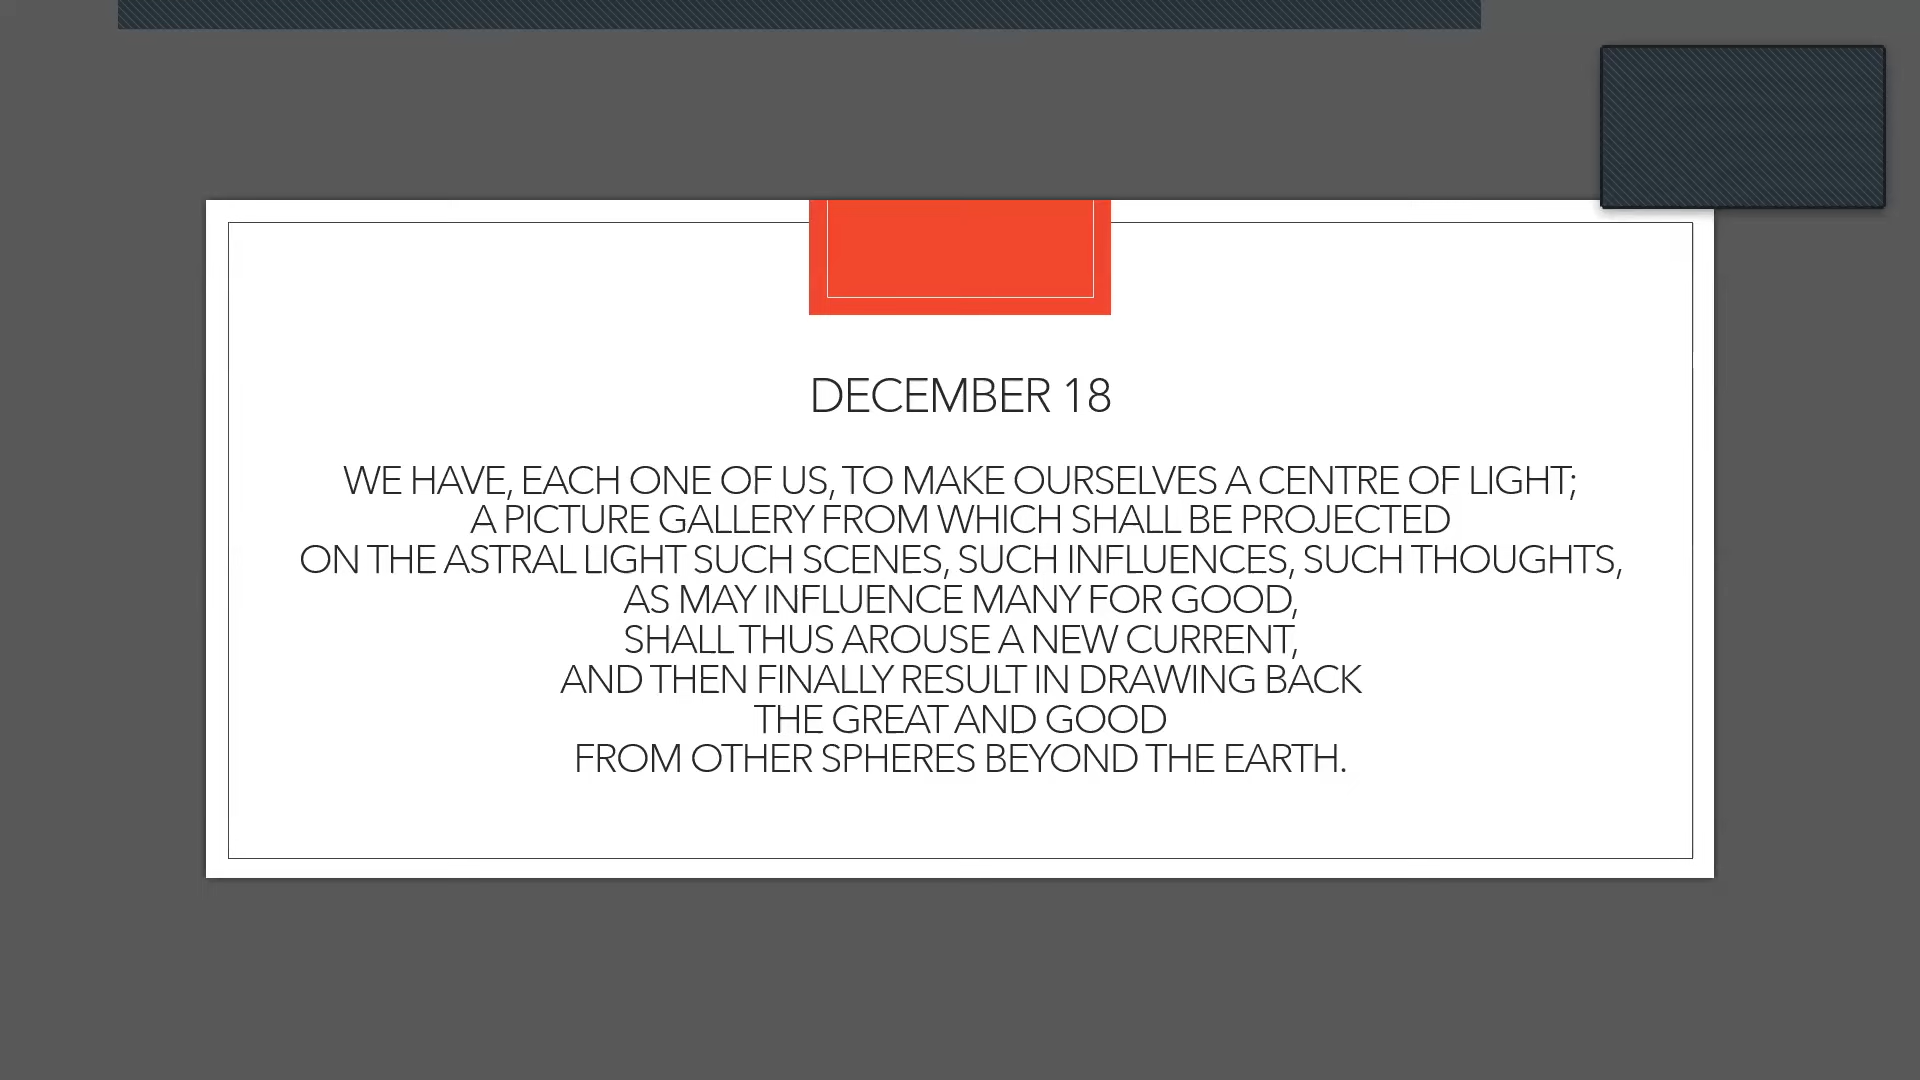 DECEMBER 18
WE HAVE, EACH ONE OF US, TO MAKE OURSELVES A CENTRE OF LIGHT;
A PICTURE GALLERY FROM WHICH SHALL BE PROJECTED
ON THE ASTRAL LIGHT SUCH SCENES, SUCH INFLUENCES, SUCH THOUGHTS,
AS MAY INFLUENCE MANY FOR GOOD,
SHALL THUS AROUSE A NEW CURRENT,
AND THEN FINALLY RESULT IN DRAWING BACK
THE GREAT AND GOOD
FROM OTHER SPHERES BEYOND THE EARTH.